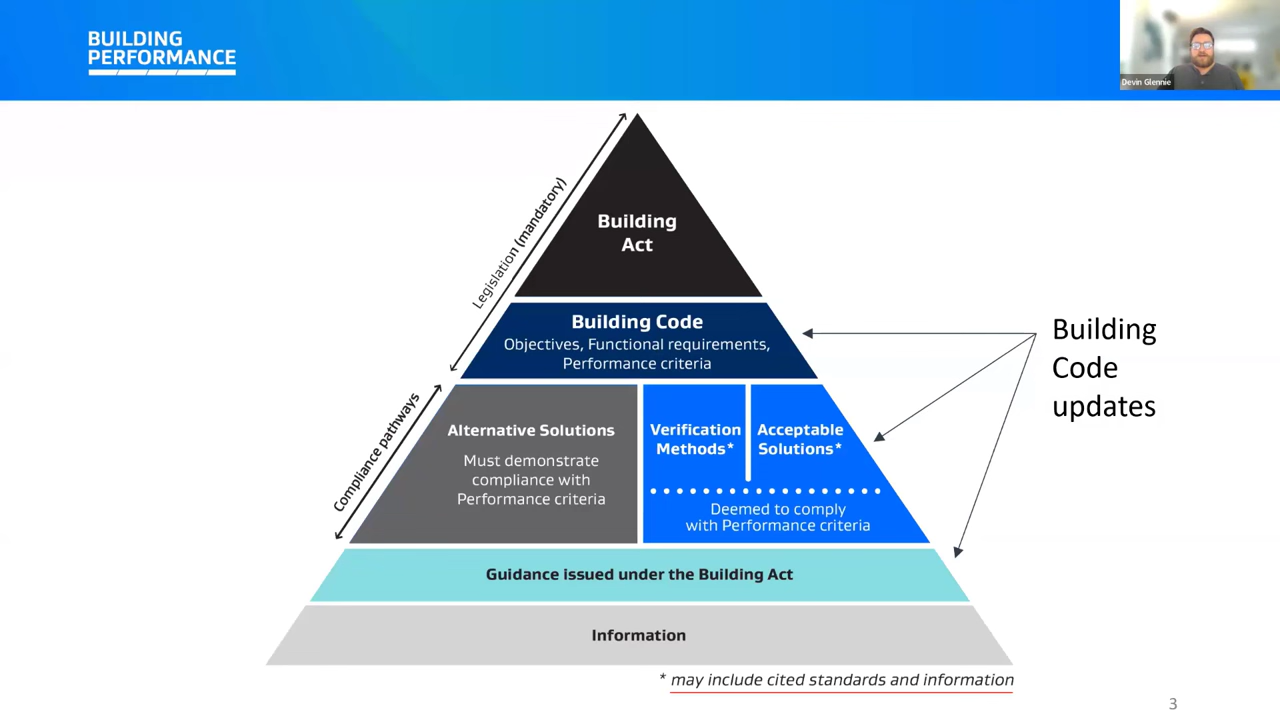 BUILDING
PERFORMANCE
Devin Glennie
Legislation (mandatory)
Building
Act
Building Code
Objectives, Functional requirements,
Performance criteria
Building
Code
updates
Compliance pathways
Alternative Solutions
Must demonstrate
compliance with
Performance criteria
Verification
Methods*
Acceptable
Solutions*
Deemed to comply
with Performance criteria
Guidance issued under the Building Act
Information
* may include cited standards and information
3